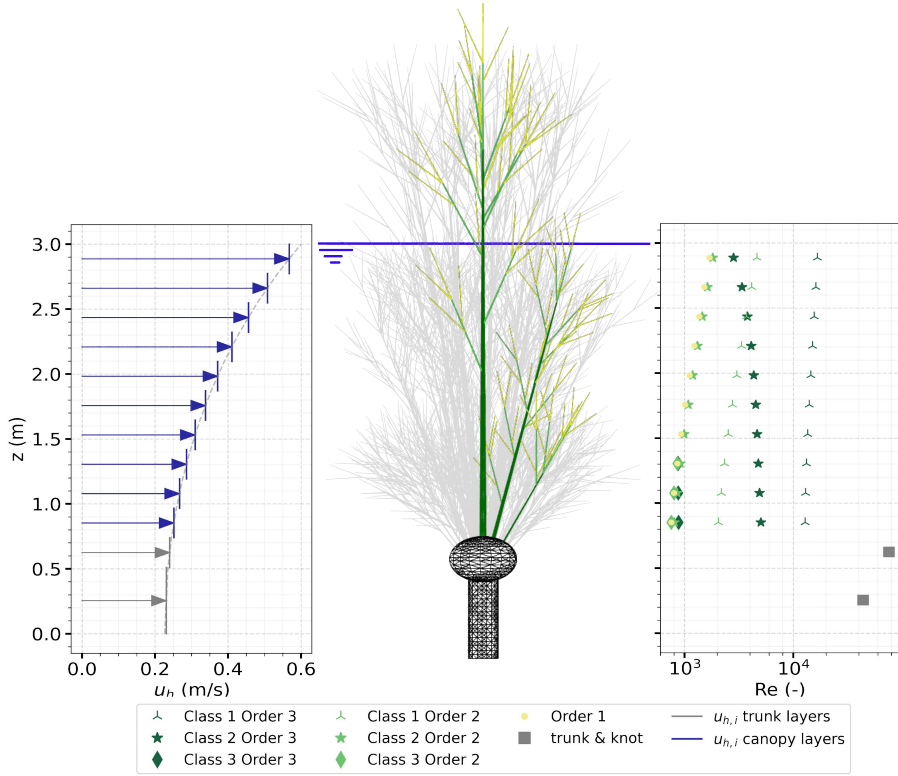 3.0
2.5
2.0
1.5
1.0
0.5
0.0
z (m)
0.0 0.2 0.4 0.6
u_h (m/s)
10^3 10^4
Re (-)
Class 1 Order 3 Class 1 Order 2 Order 1 u_{h,i} trunk layers
Class 2 Order 3 Class 2 Order 2 trunk & knot u_{h,i} canopy layers
Class 3 Order 3 Class 3 Order 2